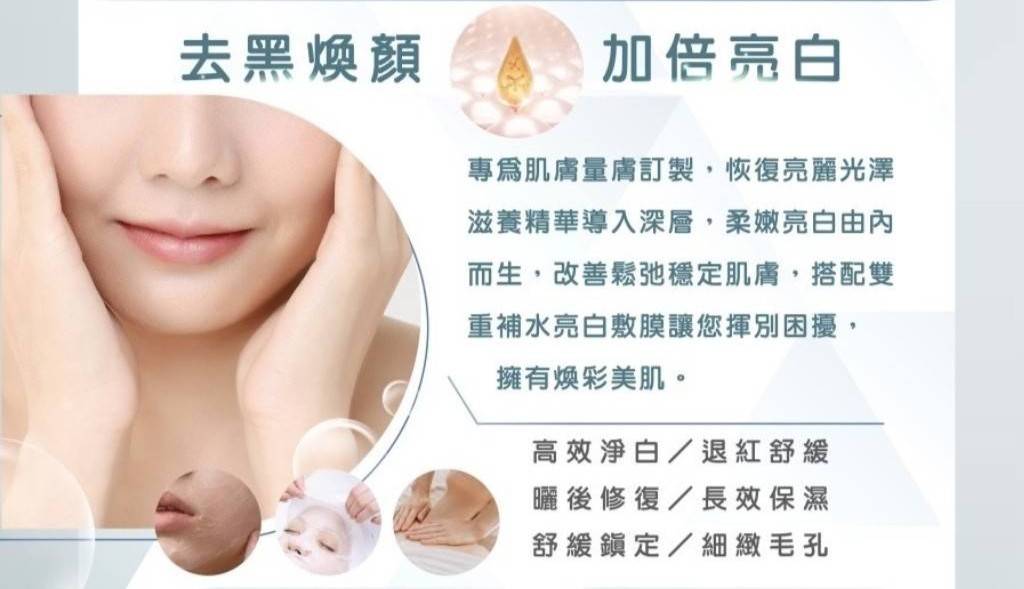 去黑煥顏 加倍亮白
專為肌膚量膚訂製，恢復亮麗光澤
滋養精華導入深層，柔嫩亮白由內
而生，改善鬆弛穩定肌膚，搭配雙
重補水亮白敷膜讓您揮別困擾，
擁有煥彩美肌。
高效淨白／退紅舒緩
曬後修復／長效保濕
舒緩鎮定／細緻毛孔